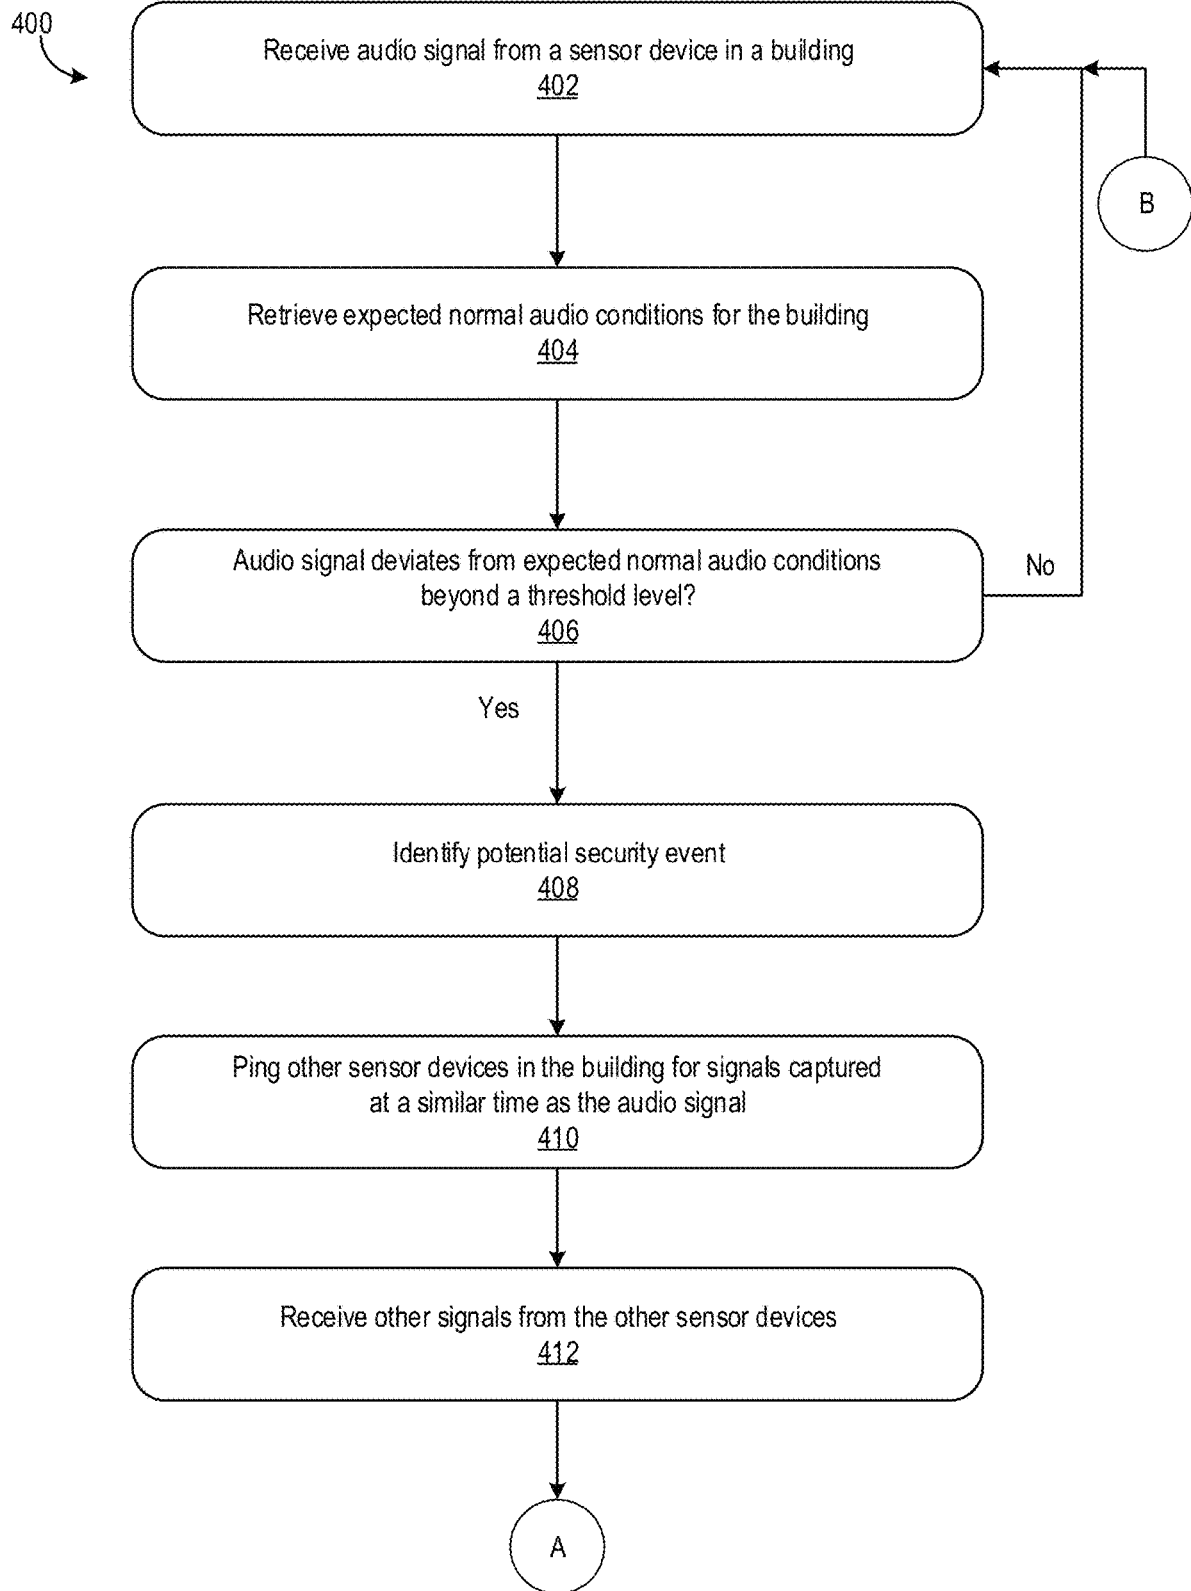 400
Receive audio signal from a sensor device in a building
402
B
Retrieve expected normal audio conditions for the building
404
Audio signal deviates from expected normal audio conditions
beyond a threshold level?
406
No
Yes
Identify potential security event
408
Ping other sensor devices in the building for signals captured
at a similar time as the audio signal
410
Receive other signals from the other sensor devices
412
A